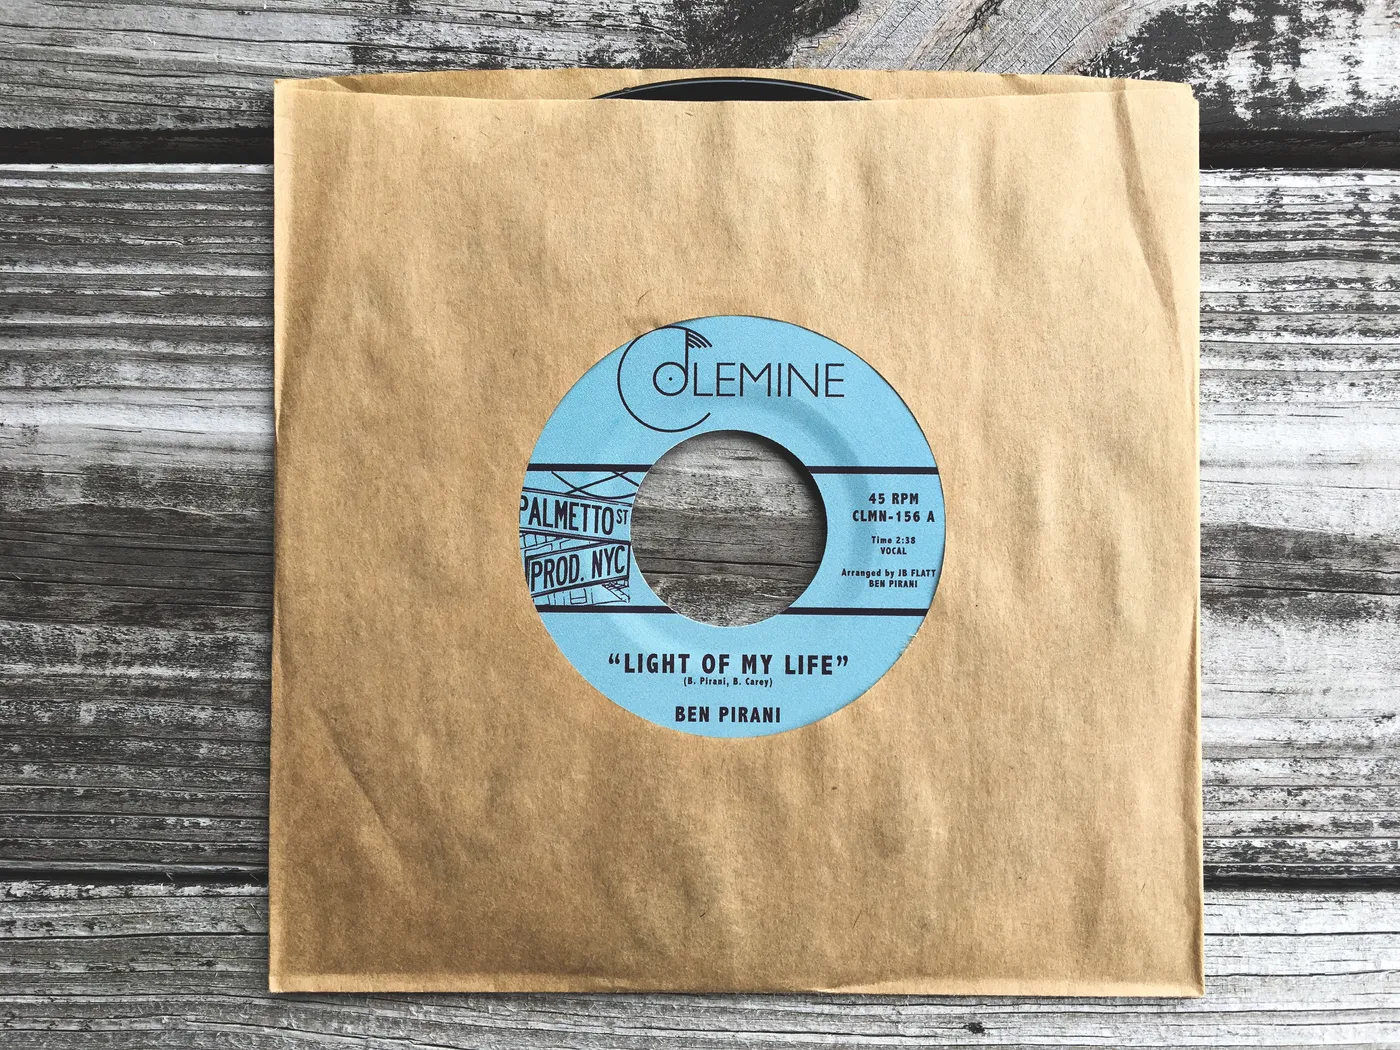 COLEMINE
PALMETTO ST
PROD. NYC
45 RPM
CLMN-156 A
Time 2:38
VOCAL
Arranged by JB FLATT
BEN PIRANI
“LIGHT OF MY LIFE”
(B. Pirani, B. Carey)
BEN PIRANI